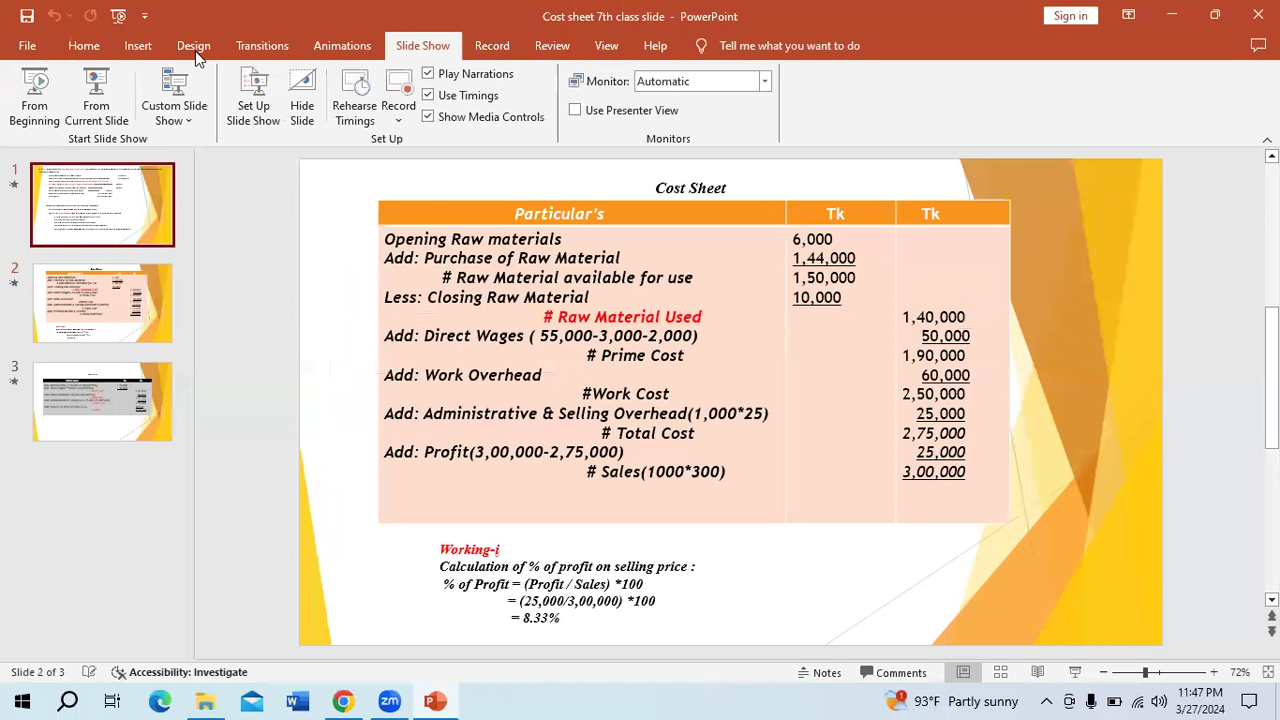 Cost sheet 7th class slide - PowerPoint
Sign in
File Home Insert Design Transitions Animations Slide Show Record Review View Help Tell me what you want to do
From Beginning
From Current Slide
Custom Slide Show
Set Up Slide Show
Hide Slide
Rehearse Timings
Record
Play Narrations
Use Timings
Show Media Controls
Monitor: Automatic
Use Presenter View
Start Slide Show
Set Up
Monitors
1
2
3
Cost Sheet
Particular's Tk Tk
Opening Raw materials 6,000
Add: Purchase of Raw Material 1,44,000
# Raw Material available for use 1,50,000
Less: Closing Raw Material 10,000
# Raw Material Used 1,40,000
Add: Direct Wages ( 55,000-3,000-2,000) 50,000
# Prime Cost 1,90,000
Add: Work Overhead 60,000
#Work Cost 2,50,000
Add: Administrative & Selling Overhead(1,000*25) 25,000
# Total Cost 2,75,000
Add: Profit(3,00,000-2,75,000) 25,000
# Sales(1000*300) 3,00,000
Working-i
Calculation of % of profit on selling price :
% of Profit = (Profit / Sales) *100
= (25,000/3,00,000) *100
= 8.33%
Slide 2 of 3
Accessibility: Investigate
Notes
Comments
72%
93°F Partly sunny
11:47 PM
3/27/2024